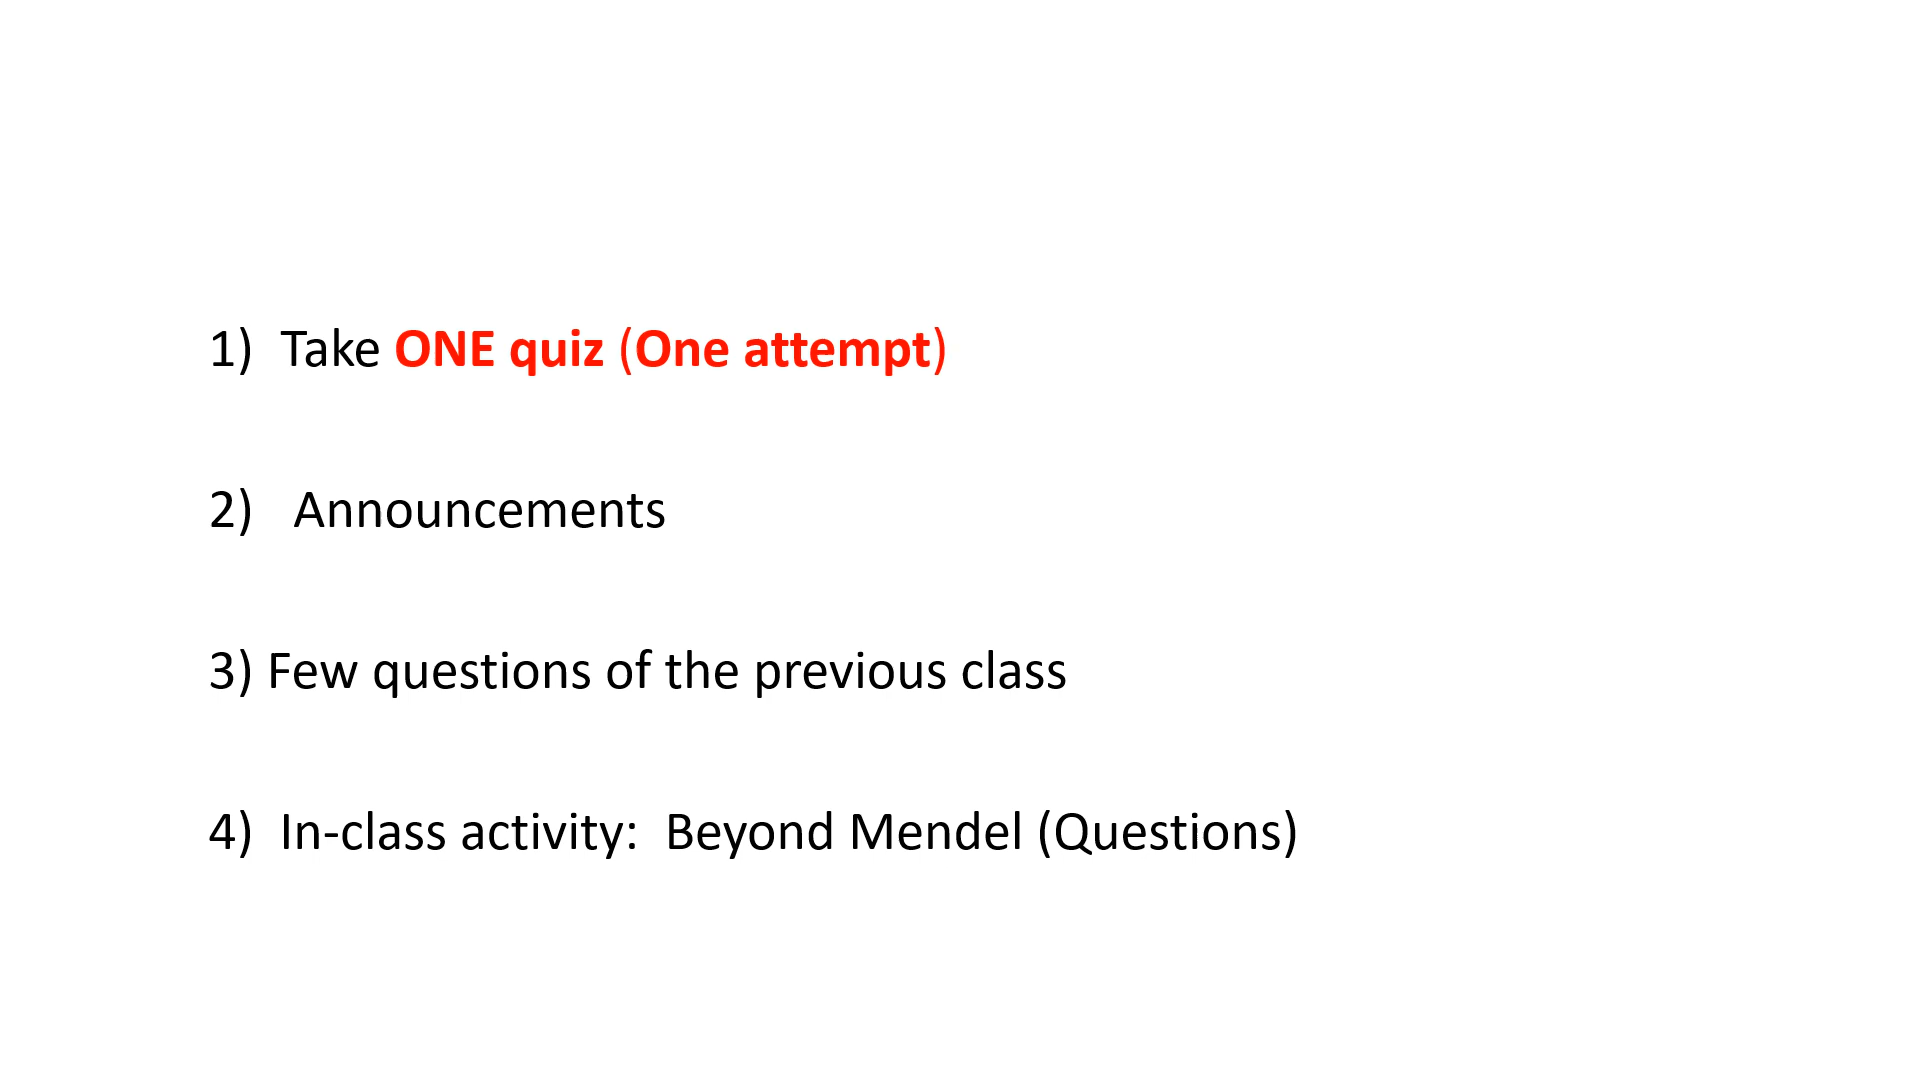 1) Take ONE quiz (One attempt)
2) Announcements
3) Few questions of the previous class
4) In-class activity: Beyond Mendel (Questions)